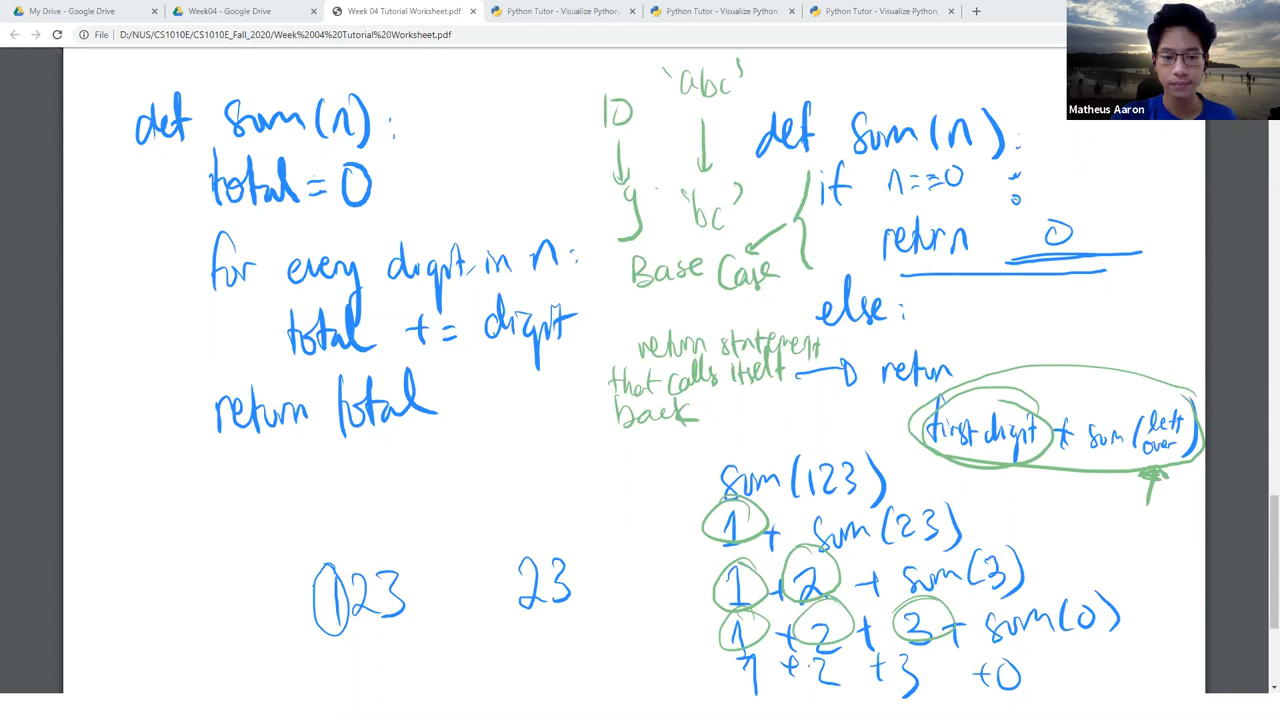 My Drive - Google Drive
Week04 - Google Drive
Week 04 Tutorial Worksheet.pdf
Python Tutor - Visualize Python,
Python Tutor - Visualize Python,
Python Tutor - Visualize Python,
File
D:/NUS/CS1010E/CS1010E_Fall_2020/Week%2004%20Tutorial%20Worksheet.pdf
Matheus Aaron
def sum(n):
total = 0
for every digit in n:
total += digit
return total
123
23
10
9
'abc'
'bc'
Base Case
return statement
that calls itself
back
def sum(n):
if n==0 :
return 0
else:
return
first digit + sum(left
over)
sum(123)
1 + sum(23)
1 + 2 + sum(3)
1 + 2 + 3 + sum(0)
1 + 2 + 3 + 0